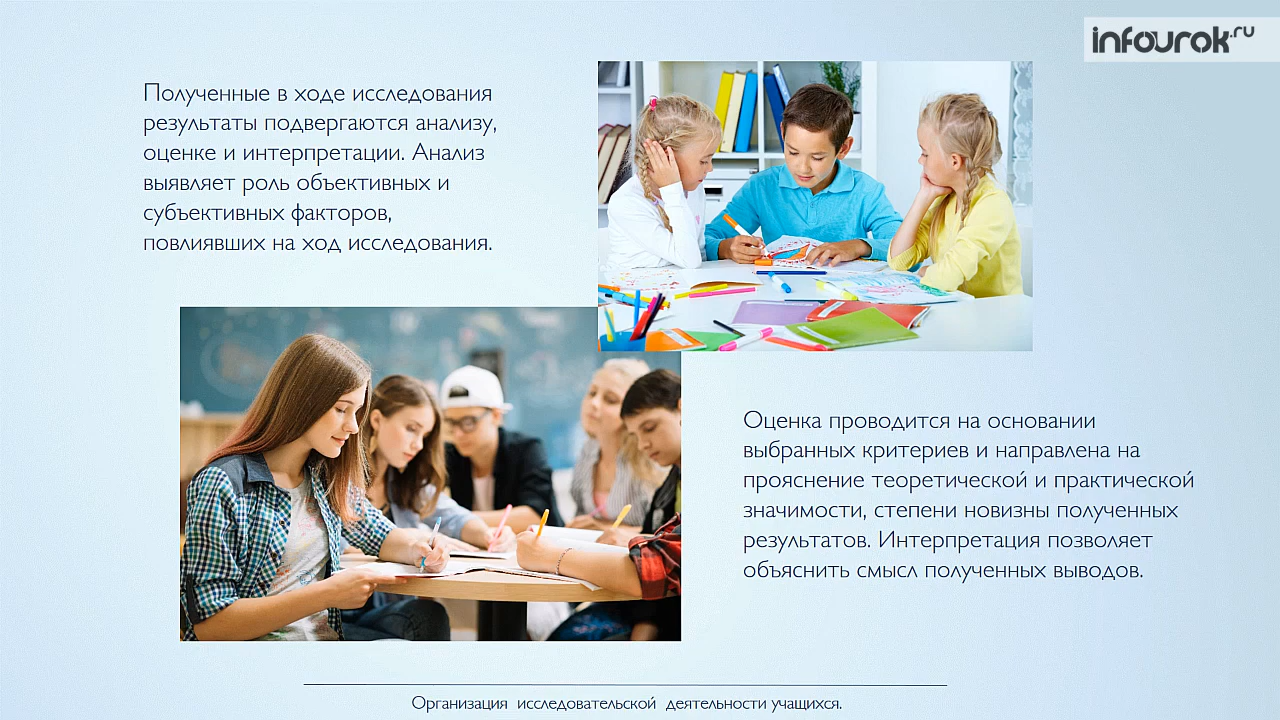 infourok.ru
Полученные в ходе исследования
результаты подвергаются анализу,
оценке и интерпретации. Анализ
выявляет роль объективных и
субъективных факторов,
повлиявших на ход исследования.
Оценка проводится на основании
выбранных критериев и направлена на
прояснение теоретической и практической
значимости, степени новизны полученных
результатов. Интерпретация позволяет
объяснить смысл полученных выводов.
Организация исследовательской деятельности учащихся.